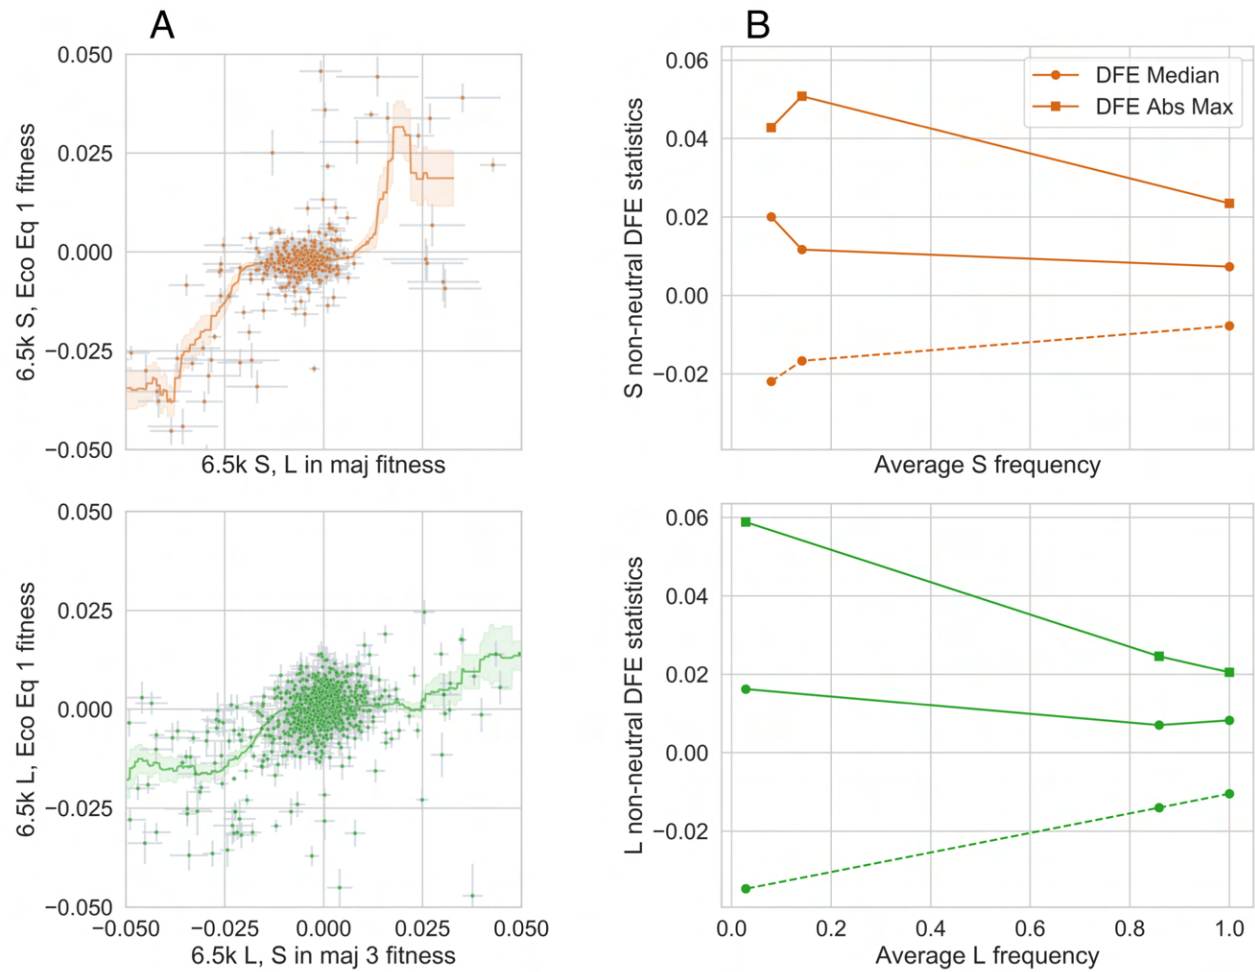 A
0.050
0.025
0.000
−0.025
−0.050
6.5k S, Eco Eq 1 fitness
6.5k S, L in maj fitness
B
0.06
0.04
0.02
0.00
−0.02
S non-neutral DFE statistics
DFE Median
DFE Abs Max
Average S frequency
0.050
0.025
0.000
−0.025
−0.050
6.5k L, Eco Eq 1 fitness
−0.050
−0.025
0.000
0.025
0.050
6.5k L, S in maj 3 fitness
0.06
0.04
0.02
0.00
−0.02
L non-neutral DFE statistics
0.0
0.2
0.4
0.6
0.8
1.0
Average L frequency